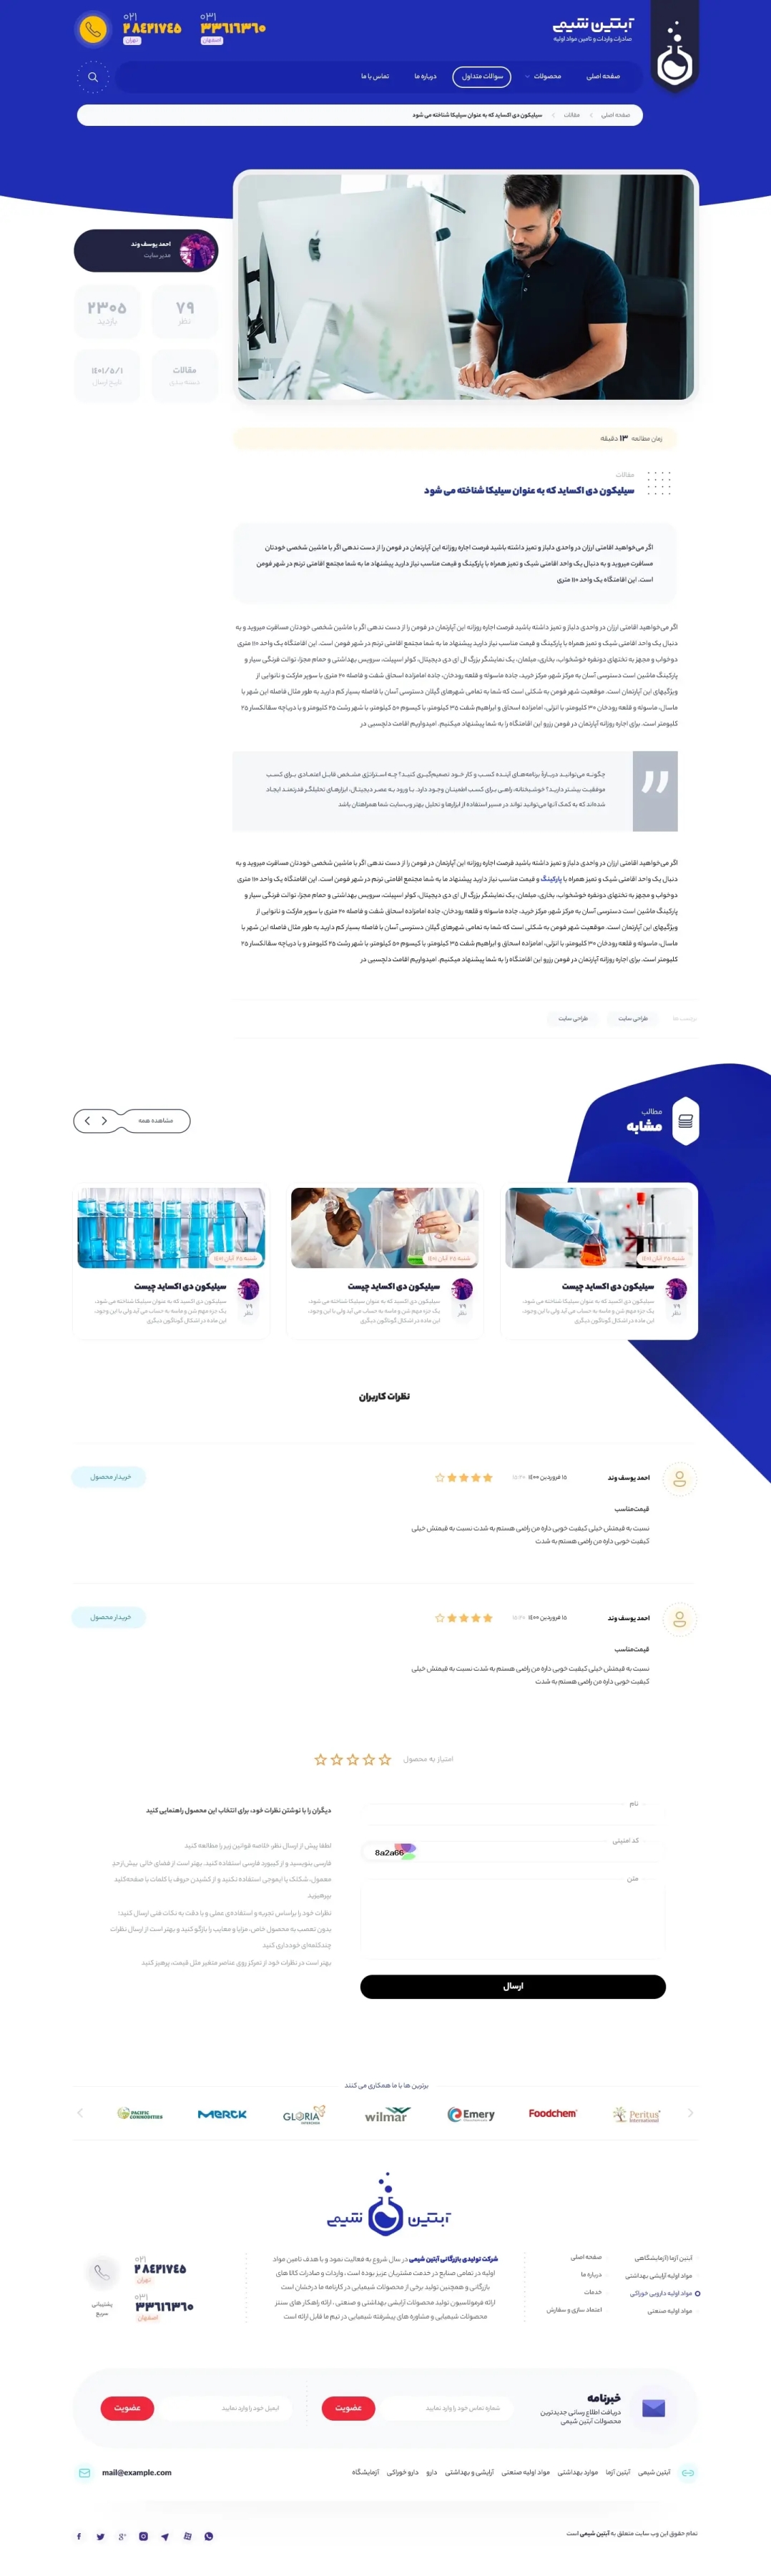 آبتین شیمی
صادرات واردات و تامین مواد اولیه
۰۳۱
۳۳۶۱۶۳۶۰
اصفهان
۰۲۱
۲۸۴۲۱۷۴۵
تهران
صفحه اصلی
محصولات
سوالات متداول
درباره ما
تماس با ما
صفحه اصلی
مقالات
سیلیکون دی اکساید که به عنوان سیلیکا شناخته می شود
احمد یوسف وند
مدیر سایت
۷۹
نظر
۲۳۰۵
بازدید
مقالات
۱۴۰۱/۵/۱
تاریخ ارسال
زمان مطالعه ۱۳ دقیقه
مقالات
سیلیکون دی اکساید که به عنوان سیلیکا شناخته می شود
اگر می‌خواهید اقامتی ارزان در واحدی دلباز و تمیز داشته باشید فرصت اجاره روزانه این آپارتمان در فومن را از دست ندهی اگر با ماشین شخصی خودتان
مسافرت میروید و به دنبال یک واحد اقامتی شیک و تمیز همراه با پارکینگ و قیمت مناسب نیاز دارید پیشنهاد ما به شما مجتمع اقامتی ترنم در شهر فومن
است. این اقامتگاه یک واحد ۱۱۰ متری
اگر می‌خواهید اقامتی ارزان در واحدی دلباز و تمیز داشته باشید فرصت اجاره روزانه این آپارتمان در فومن را از دست ندهی اگر با ماشین شخصی خودتان مسافرت میروید و به
دنبال یک واحد اقامتی شیک و تمیز همراه با پارکینگ و قیمت مناسب نیاز دارید پیشنهاد ما به شما مجتمع اقامتی ترنم در شهر فومن است. این اقامتگاه یک واحد ۱۱۰ متری
دوخواب و مجهز به تختهای دونفره خوشخواب، بخاری، مبلمان، یک نمایشگر بزرگ ال ای دی دیجیتال، کولر اسپیلت، سرویس بهداشتی و حمام مجزا، توالت فرنگی سیار و
پارکینگ ماشین است دسترسی آسان به مرکز شهر مرکز خرید، جاده ماسوله و قلعه رودخان، جاده امامزاده اسحاق شفت و فاصله ۲۰ متری با سوپر مارکت و نانوایی از
ویژگیهای این آپارتمان است. موقعیت شهر فومن به شکلی است که شما به تمامی شهرهای گیلان دسترسی آسان با فاصله بسیار کم دارید به طور مثال فاصله این شهر با
ماسال، ماسوله و قلعه رودخان ۳۰ کیلومتر، با انزلی، امامزاده اسحاق و ابراهیم شفت ۳۵ کیلومتر، با کیسوم ۵۰ کیلومتر، با شهر رشت ۲۵ کلیومتر و با دریاچه سقالکسار ۲۵
کلیومتر است. برای اجاره روزانه آپارتمان در فومن رزرو این اقامتگاه را به شما پیشنهاد میکنیم. امیدواریم اقامت دلچسبی در
چگونه می‌توانید دربارهٔ برنامه‌های آینده کسب و کار خود تصمیم‌گیری کنید؟ چه استراتژی مشخص قابل اعتمادی برای کسب
موفقیت بیشتر دارید؟ خوشبختانه، راهی برای کسب اطمینان وجود دارد. با ورود به عصر دیجیتال، ابزارهای تحلیلگر قدرتمند ایجاد
شده‌اند که به کمک آنها می‌توانید تواند در مسیر استفاده از ابزارها و تحلیل بهتر وب‌سایت شما همراهتان باشد
اگر می‌خواهید اقامتی ارزان در واحدی دلباز و تمیز داشته باشید فرصت اجاره روزانه این آپارتمان در فومن را از دست ندهی اگر با ماشین شخصی خودتان مسافرت میروید و به
دنبال یک واحد اقامتی شیک و تمیز همراه با پارکینگ و قیمت مناسب نیاز دارید پیشنهاد ما به شما مجتمع اقامتی ترنم در شهر فومن است. این اقامتگاه یک واحد ۱۱۰ متری
دوخواب و مجهز به تختهای دونفره خوشخواب، بخاری، مبلمان، یک نمایشگر بزرگ ال ای دی دیجیتال، کولر اسپیلت، سرویس بهداشتی و حمام مجزا، توالت فرنگی سیار و
پارکینگ ماشین است دسترسی آسان به مرکز شهر مرکز خرید، جاده ماسوله و قلعه رودخان، جاده امامزاده اسحاق شفت و فاصله ۲۰ متری با سوپر مارکت و نانوایی از
ویژگیهای این آپارتمان است. موقعیت شهر فومن به شکلی است که شما به تمامی شهرهای گیلان دسترسی آسان با فاصله بسیار کم دارید به طور مثال فاصله این شهر با
ماسال، ماسوله و قلعه رودخان ۳۰ کیلومتر، با انزلی، امامزاده اسحاق و ابراهیم شفت ۳۵ کیلومتر، با کیسوم ۵۰ کیلومتر، با شهر رشت ۲۵ کلیومتر و با دریاچه سقالکسار ۲۵
کلیومتر است. برای اجاره روزانه آپارتمان در فومن رزرو این اقامتگاه را به شما پیشنهاد میکنیم. امیدواریم اقامت دلچسبی در
برچسب ها
طراحی سایت
طراحی سایت
مطالب
مشابه
مشاهده همه
شنبه ۲۵ آبان ۱۴۰۱
سیلیکون دی اکساید چیست
سیلیکون دی اکسید که به عنوان سیلیکا شناخته می شود،
یک جزء مهم شن و ماسه به حساب می آید ولی با این وجود،
این ماده در اشکال گوناگون دیگری
۷۹
نظر
شنبه ۲۵ آبان ۱۴۰۱
سیلیکون دی اکساید چیست
سیلیکون دی اکسید که به عنوان سیلیکا شناخته می شود،
یک جزء مهم شن و ماسه به حساب می آید ولی با این وجود،
این ماده در اشکال گوناگون دیگری
۷۹
نظر
شنبه ۲۵ آبان ۱۴۰۱
سیلیکون دی اکساید چیست
سیلیکون دی اکسید که به عنوان سیلیکا شناخته می شود،
یک جزء مهم شن و ماسه به حساب می آید ولی با این وجود،
این ماده در اشکال گوناگون دیگری
۷۹
نظر
نظرات کاربران
احمد یوسف وند
۱۵ فروردین ۱۴۰۰
خریدار محصول
قیمت‌مناسب
نسبت به قیمتش خیلی کیفیت خوبی داره من راضی هستم به شدت نسبت به قیمتش خیلی
کیفیت خوبی داره من راضی هستم به شدت
احمد یوسف وند
۱۵ فروردین ۱۴۰۰
خریدار محصول
قیمت‌مناسب
نسبت به قیمتش خیلی کیفیت خوبی داره من راضی هستم به شدت نسبت به قیمتش خیلی
کیفیت خوبی داره من راضی هستم به شدت
امتیاز به محصول
نام
کد امنیتی
8a2a66
متن
ارسال
دیگران را با نوشتن نظرات خود، برای انتخاب این محصول راهنمایی کنید
لطفا پیش از ارسال نظر، خلاصه قوانین زیر را مطالعه کنید
فارسی بنویسید و از کیبورد فارسی استفاده کنید. بهتر است از فضای خالی بیش‌از‌حدِ
معمول، شکلک یا ایموجی استفاده نکنید و از کشیدن حروف یا کلمات با صفحه‌کلید
بپرهیزید
نظرات خود را براساس تجربه و استفاده‌ی عملی و با دقت به نکات فنی ارسال کنید؛
بدون تعصب به محصول خاص، مزایا و معایب را بازگو کنید و بهتر است از ارسال نظرات
چندکلمه‌‌ای خودداری کنید
بهتر است در نظرات خود از تمرکز روی عناصر متغیر مثل قیمت، پرهیز کنید
برترین ها با ما همکاری می کنند
Peritus International
Foodchem
Emery
wilmar
GLORIA
MERCK
PACIFIC COMMODITIES
آبتین شیمی
آبتین آزما (آزمایشگاهی
مواد اولیه آرایشی بهداشتی
مواد اولیه دارویی خوراکی
مواد اولیه صنعتی
صفحه اصلی
درباره ما
خدمات
اعتماد سازی و سفارش
شرکت تولیدی بازرگانی آبتین شیمی در سال شروع به فعالیت نمود و با هدف تامین مواد
اولیه در تمامی صنایع در خدمت مشتریان عزیز بوده است ، واردات و صادرات کالا های
بازرگانی و همچنین تولید برخی از محصولات شیمیایی در کارنامه ما درخشان است
ارائه فرمولاسیون تولید محصولات آرایشی بهداشتی و صنعتی ، ارائه راهکار های سنتز
محصولات شیمیایی و مشاوره های پیشرفته شیمیایی در تیم ما قابل ارائه است
۰۲۱
۲۸۴۲۱۷۴۵
تهران
۰۳۱
۳۳۶۱۶۳۶۰
اصفهان
پشتیبانی
سریع
خبرنامه
دریافت اطلاع رسانی جدیدترین
محصولات آبتین شیمی
شماره تماس خود را وارد نمایید
عضویت
ایمیل خود را وارد نمایید
عضویت
آبتین شیمی
آبتین آزما
موارد بهداشتی
مواد اولیه صنعتی
آرایشی و بهداشتی
دارو
دارو خوراکی
آزمایشگاه
mail@example.com
تمام حقوق این وب سایت متعلق به آبتین شیمی است